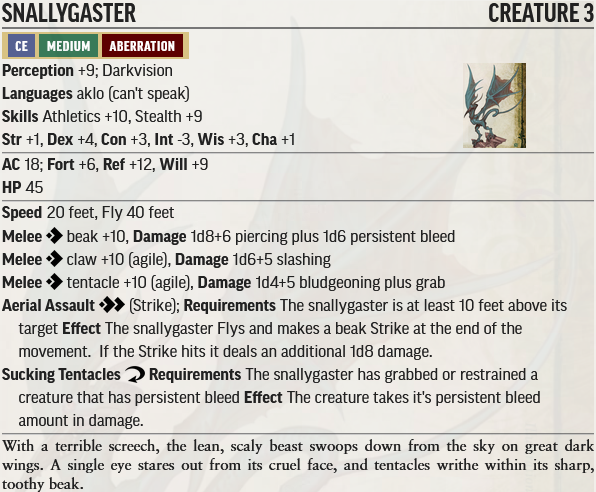 SNALLYGASTER CREATURE 3
CE MEDIUM ABERRATION
Perception +9; Darkvision
Languages aklo (can't speak)
Skills Athletics +10, Stealth +9
Str +1, Dex +4, Con +3, Int -3, Wis +3, Cha +1
AC 18; Fort +6, Ref +12, Will +9
HP 45
Speed 20 feet, Fly 40 feet
Melee beak +10, Damage 1d8+6 piercing plus 1d6 persistent bleed
Melee claw +10 (agile), Damage 1d6+5 slashing
Melee tentacle +10 (agile), Damage 1d4+5 bludgeoning plus grab
Aerial Assault (Strike); Requirements The snallygaster is at least 10 feet above its
target Effect The snallygaster Flys and makes a beak Strike at the end of the
movement. If the Strike hits it deals an additional 1d8 damage.
Sucking Tentacles Requirements The snallygaster has grabbed or restrained a
creature that has persistent bleed Effect The creature takes it's persistent bleed
amount in damage.
With a terrible screech, the lean, scaly beast swoops down from the sky on great dark
wings. A single eye stares out from its cruel face, and tentacles writhe within its sharp,
toothy beak.